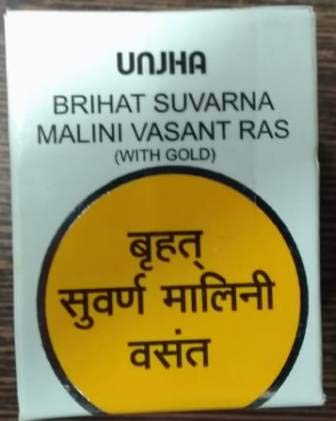 UNJHA
BRIHAT SUVARNA
MALINI VASANT RAS
(WITH GOLD)
बृहत्
सुवर्ण मालिनी
वसंत